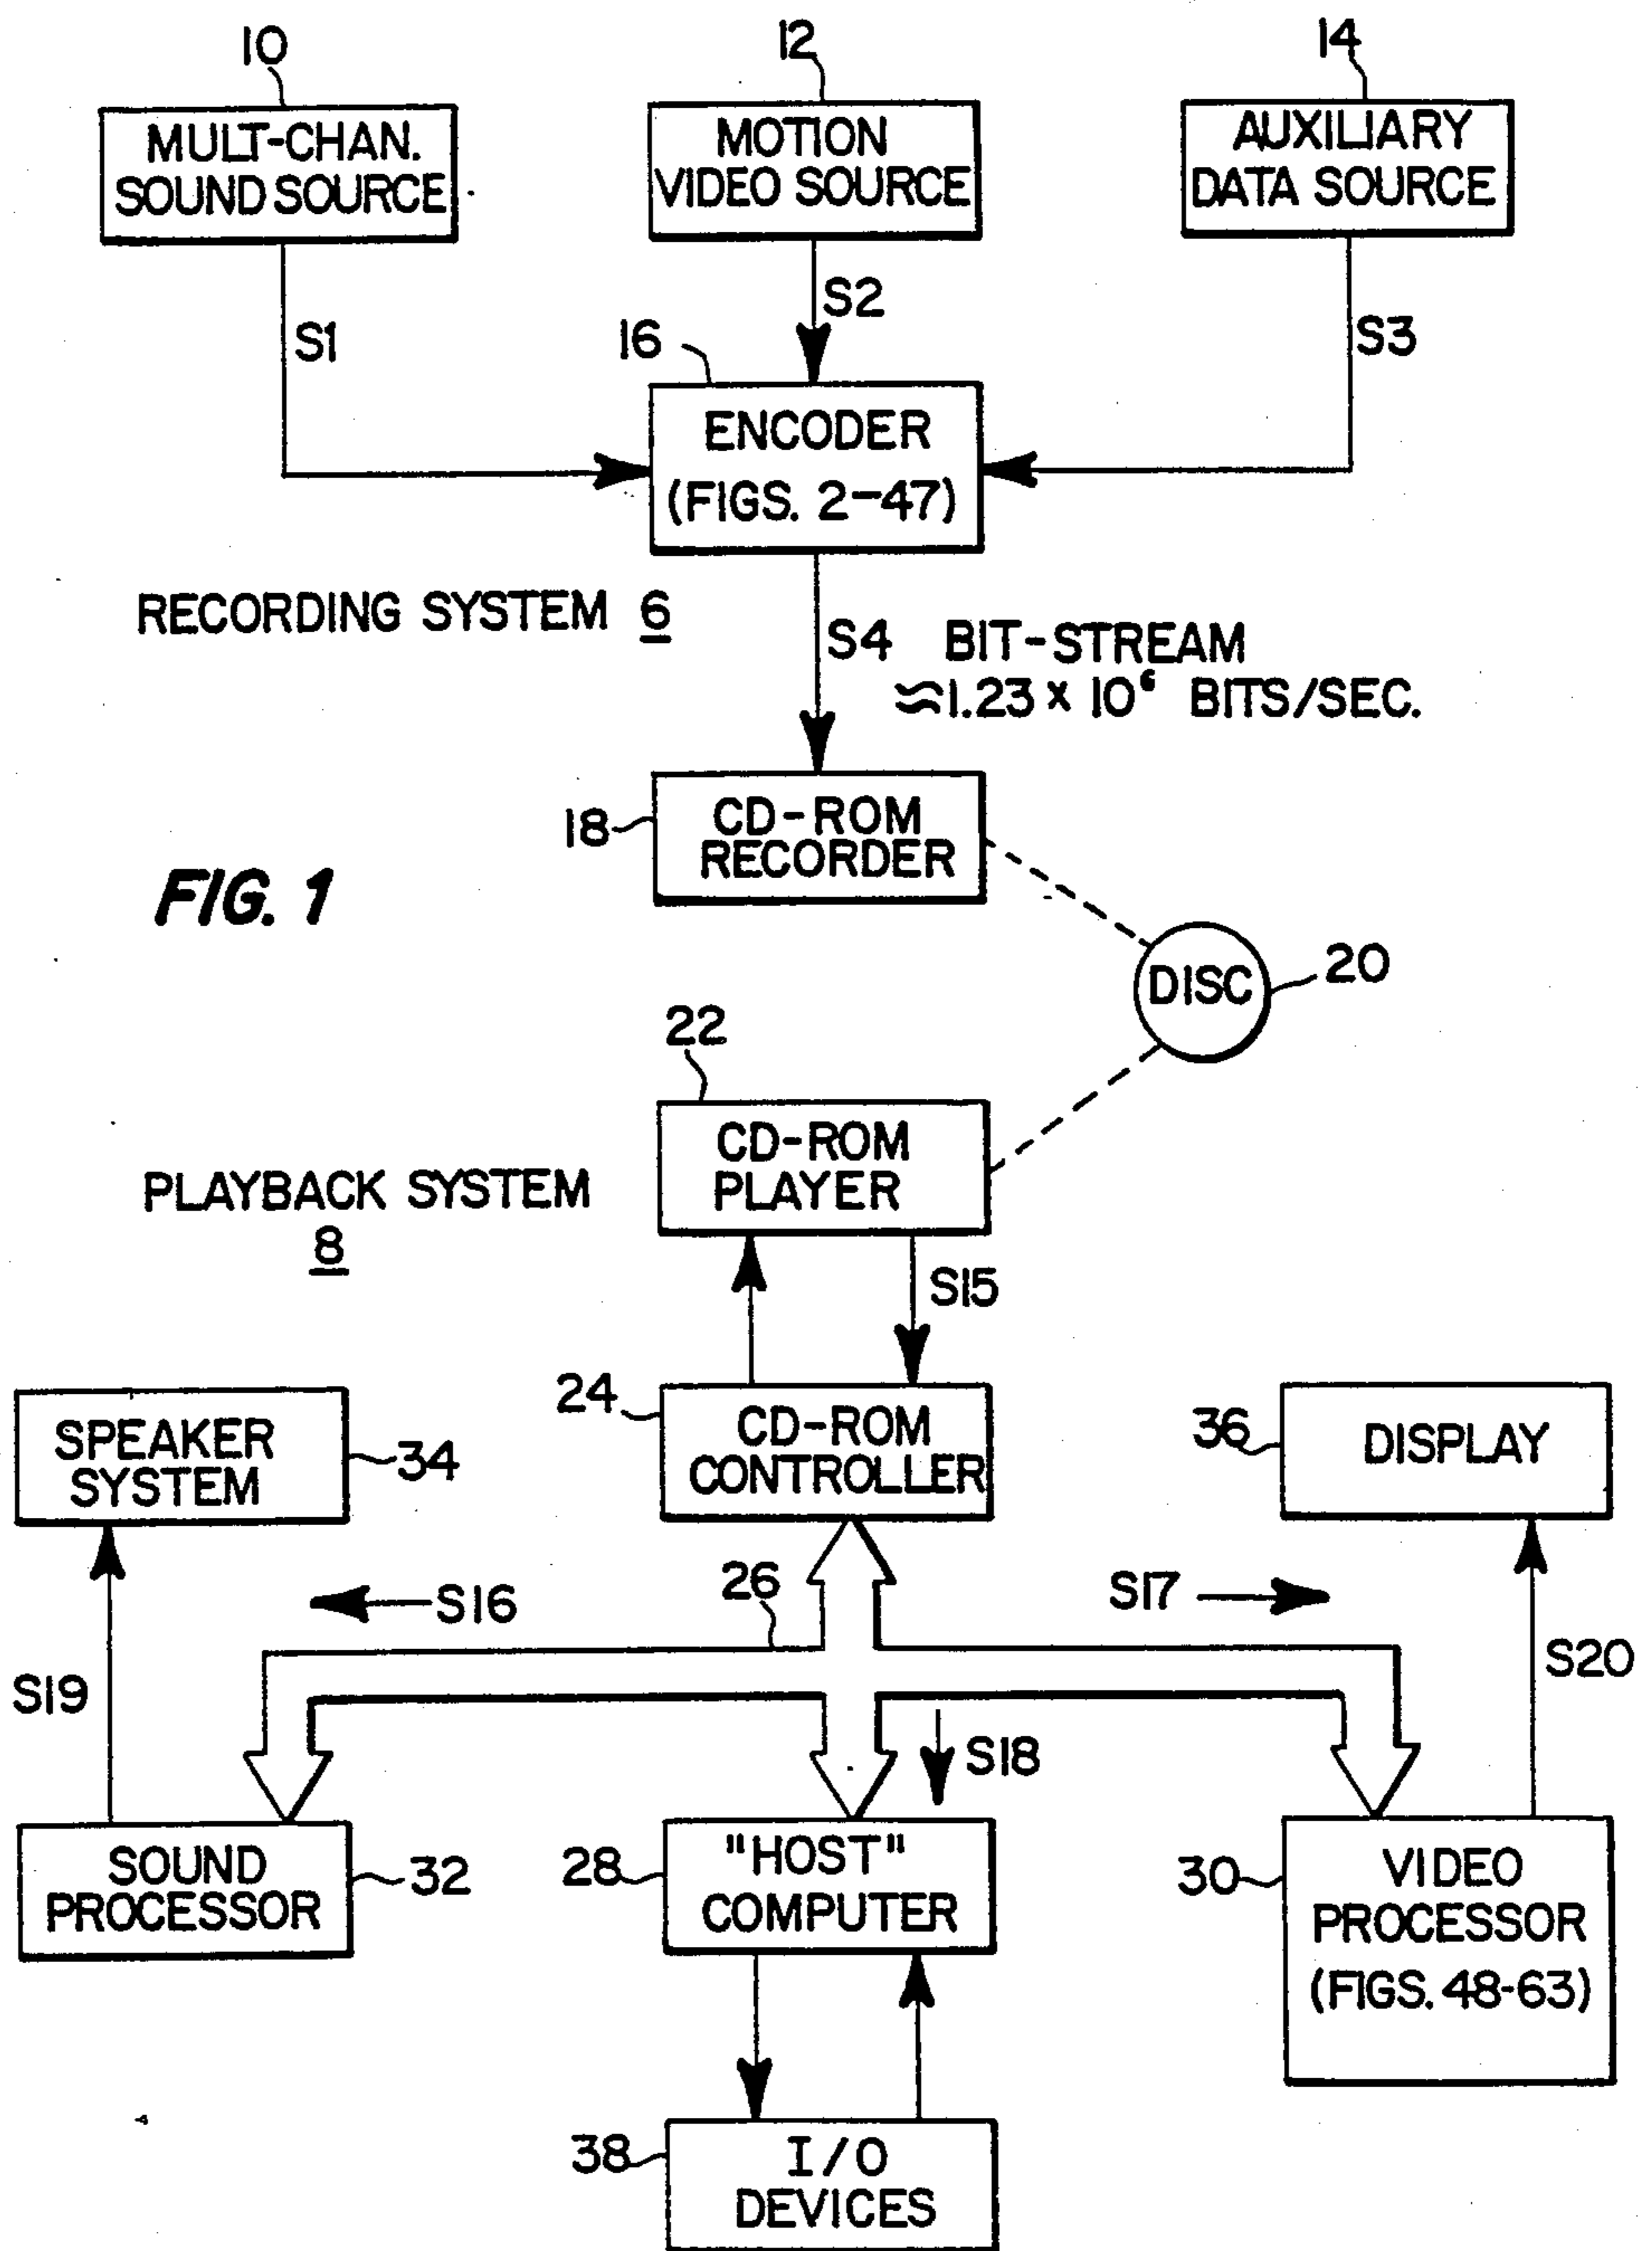 10
12
14
MULT-CHAN.
SOUND SOURCE
MOTION
VIDEO SOURCE
AUXILIARY
DATA SOURCE
S1
S2
S3
16
ENCODER
(FIGS. 2-47)
RECORDING SYSTEM 6
S4 BIT-STREAM
≈1.23 x 10⁶ BITS/SEC.
18
CD-ROM
RECORDER
FIG. 1
DISC
20
22
CD-ROM
PLAYER
PLAYBACK SYSTEM
8
S15
24
CD-ROM
CONTROLLER
SPEAKER
SYSTEM
34
36
DISPLAY
26
S16
S17
S19
S20
S18
SOUND
PROCESSOR
32
28
"HOST"
COMPUTER
30
VIDEO
PROCESSOR
(FIGS. 48-63)
38
I/O
DEVICES